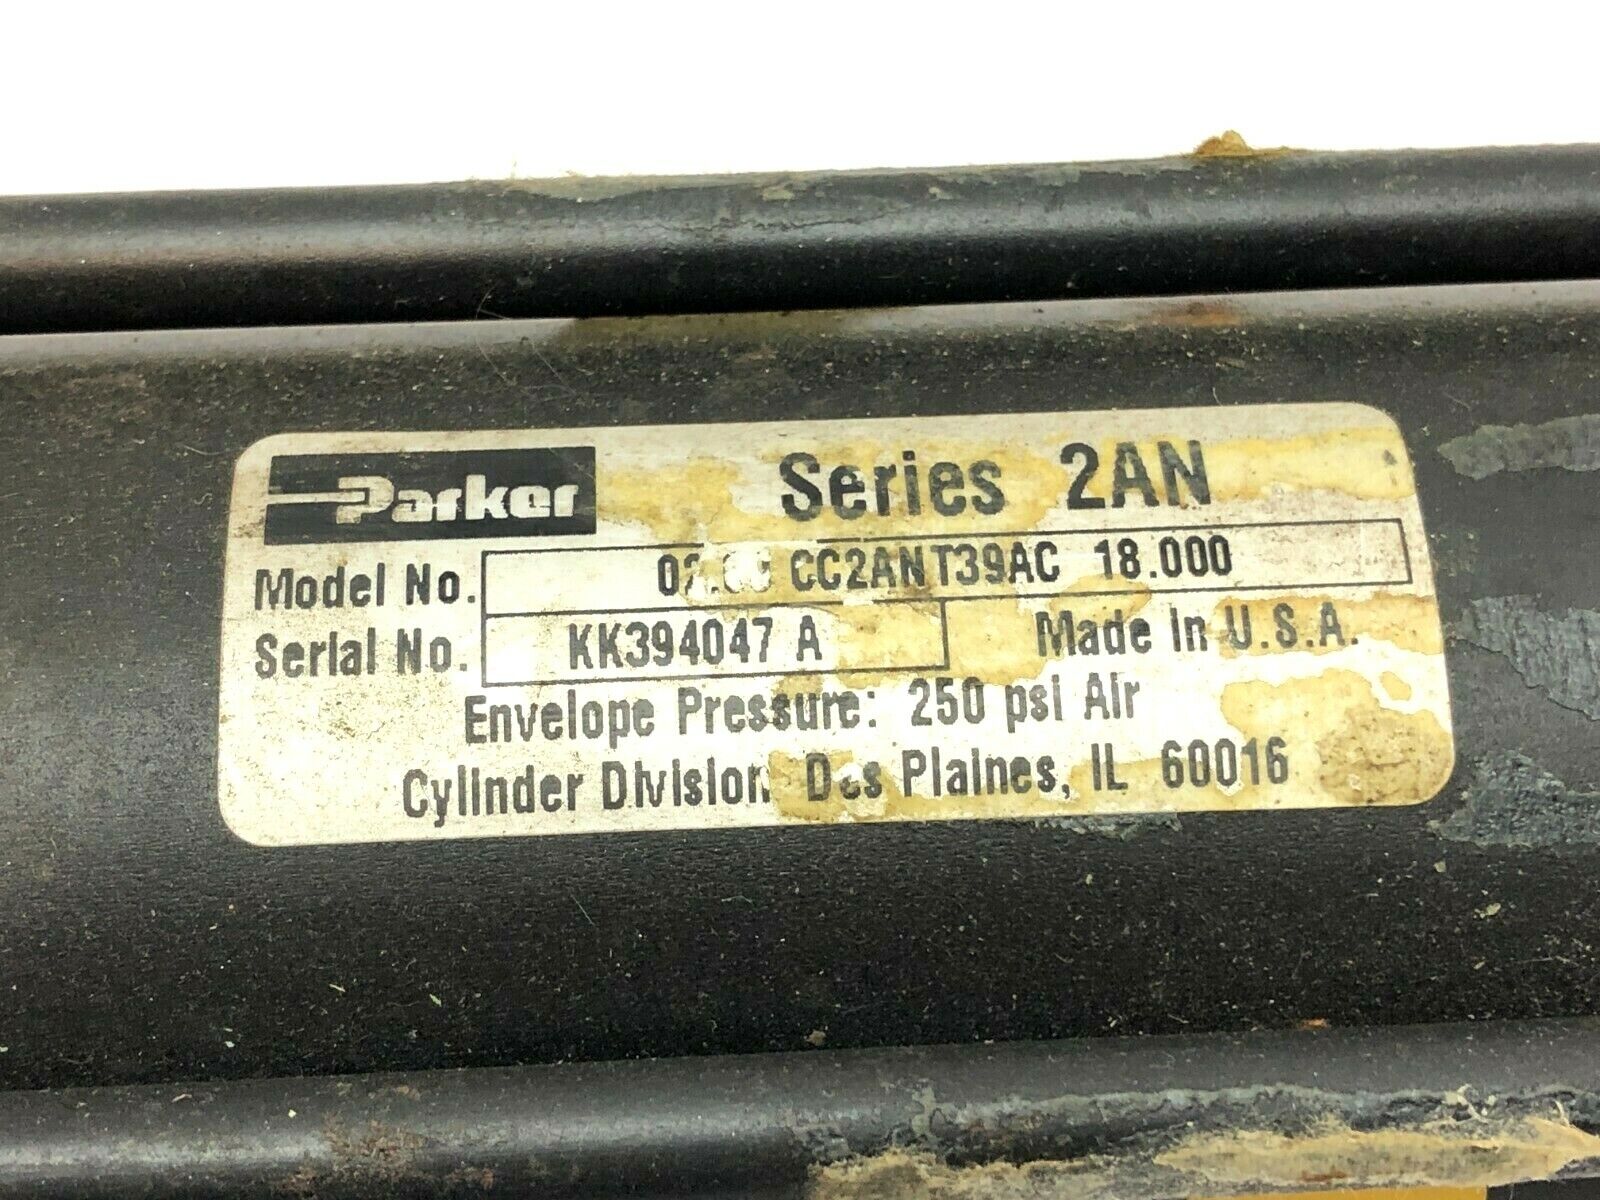 Parker Series 2AN
Model No. CC2ANT39AC 18.000
Serial No. KK394047 A Made In U.S.A.
Envelope Pressure: 250 psi Air
Cylinder Division Des Plaines, IL 60016